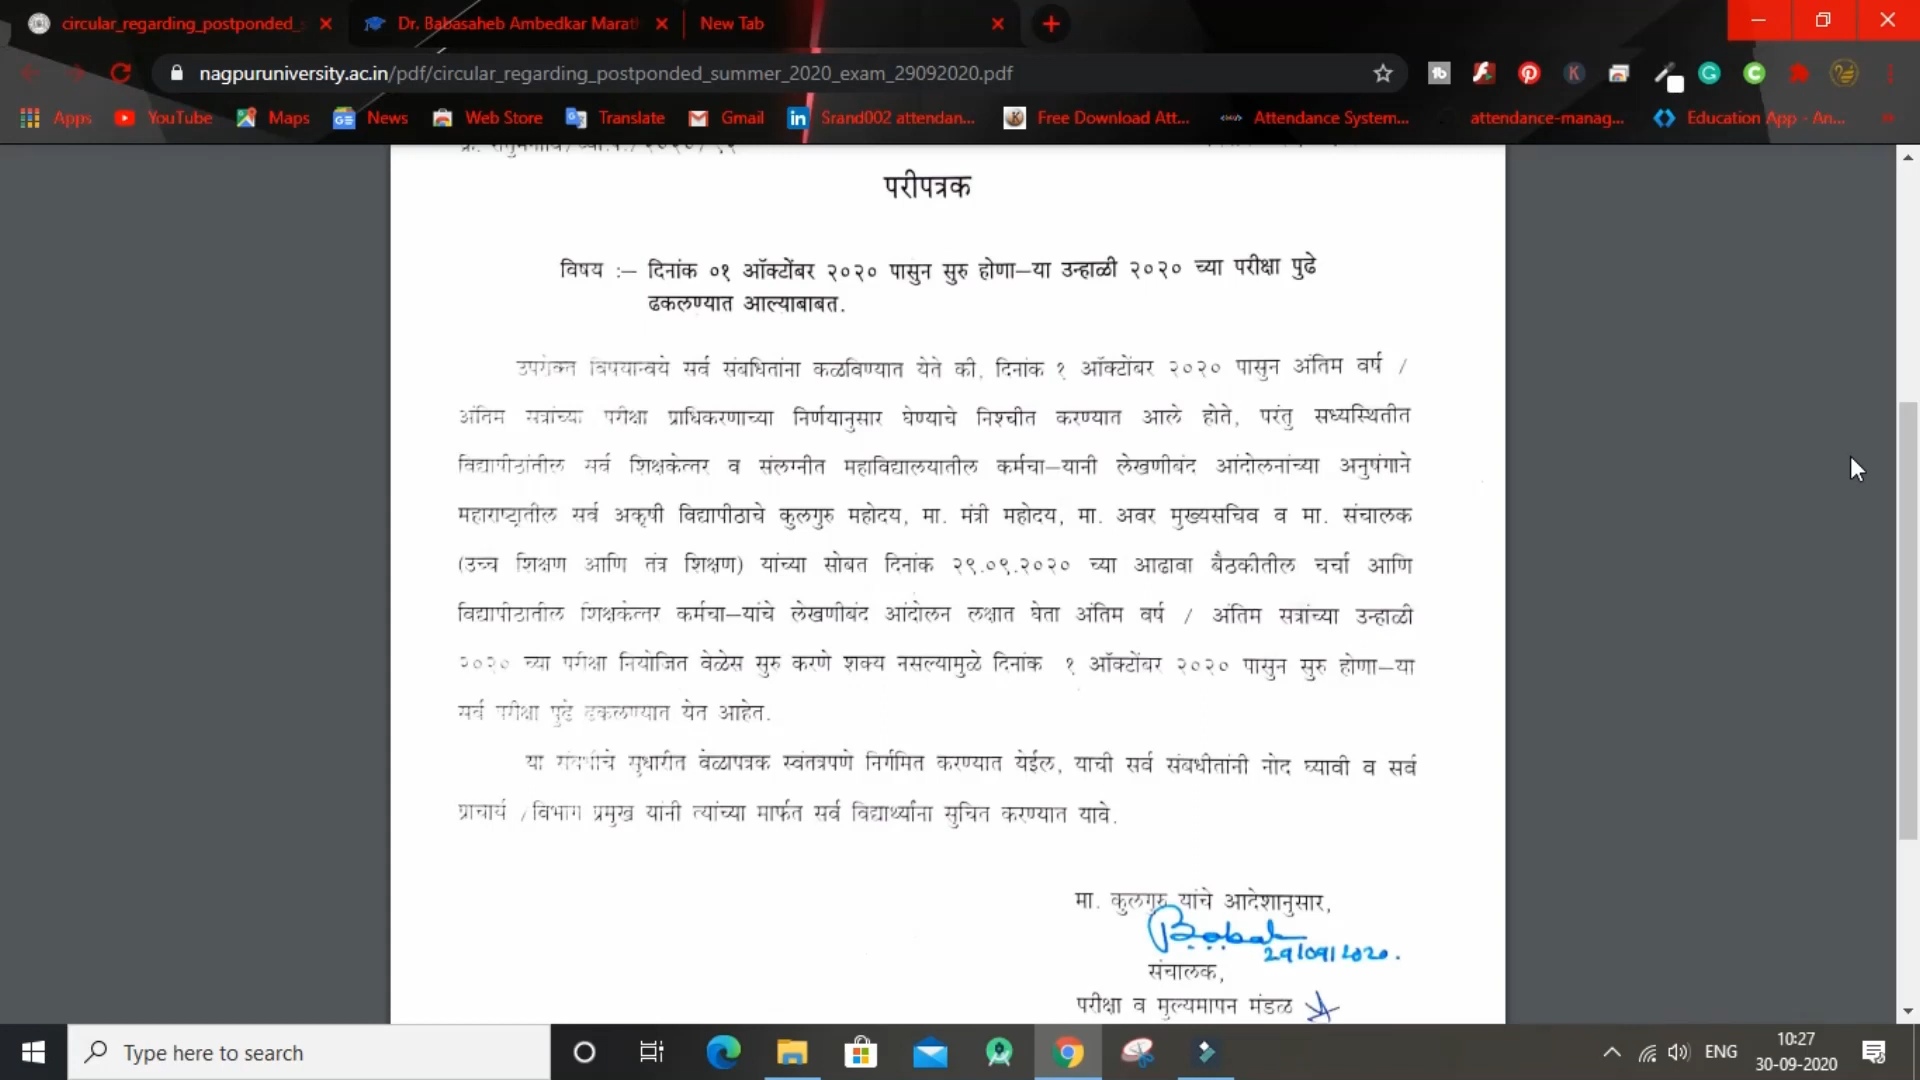 circular_regarding_postponded_s
Dr. Babasaheb Ambedkar Marath
New Tab
nagpuruniversity.ac.in/pdf/circular_regarding_postponded_summer_2020_exam_29092020.pdf
Apps
YouTube
Maps
News
Web Store
Translate
Gmail
Srand002 attendan...
Free Download Att...
Attendance System...
attendance-manag...
Education App - An...
परीपत्रक
विषय :— दिनांक ०१ ऑक्टोंबर २०२० पासुन सुरु होणा—या उन्हाळी २०२० च्या परीक्षा पुढे
ढकलण्यात आल्याबाबत.
उपरोक्त विषयान्वये सर्व संबधितांना कळविण्यात येते की, दिनांक १ ऑक्टोंबर २०२० पासुन अंतिम वर्ष /
अंतिम सत्रांच्या परीक्षा प्राधिकरणाच्या निर्णयानुसार घेण्याचे निश्चीत करण्यात आले होते, परंतु सध्यस्थितीत
विद्यापीठांतील सर्व शिक्षकेत्तर व संलग्नीत महाविद्यालयातील कर्मचा—यानी लेखणीबंद आंदोलनांच्या अनुषंगाने
महाराष्ट्रातील सर्व अकृषी विद्यापीठाचे कुलगुरु महोदय, मा. मंत्री महोदय, मा. अवर मुख्यसचिव व मा. संचालक
(उच्च शिक्षण आणि तंत्र शिक्षण) यांच्या सोबत दिनांक २९.०९.२०२० च्या आढावा बैठकीतील चर्चा आणि
विद्यापीठातील शिक्षकेत्तर कर्मचा—यांचे लेखणीबंद आंदोलन लक्षात घेता अंतिम वर्ष / अंतिम सत्रांच्या उन्हाळी
२०२० च्या परीक्षा नियोजित वेळेस सुरु करणे शक्य नसल्यामुळे दिनांक १ ऑक्टोंबर २०२० पासुन सुरु होणा—या
सर्व परीक्षा पुढे ढकलण्यात येत आहेत.
या संबधीचे सुधारीत वेळापत्रक स्वंतत्रपणे निर्गमित करण्यात येईल, याची सर्व संबधीतांनी नोंद घ्यावी व सर्व
प्राचार्य /विभाग प्रमुख यांनी त्यांच्या मार्फत सर्व विद्यार्थ्यांना सुचित करण्यात यावे.
मा. कुलगुरु यांचे आदेशानुसार,
29/09/2020.
संचालक,
परीक्षा व मुल्यमापन मंडळ
Type here to search
ENG
10:27
30-09-2020